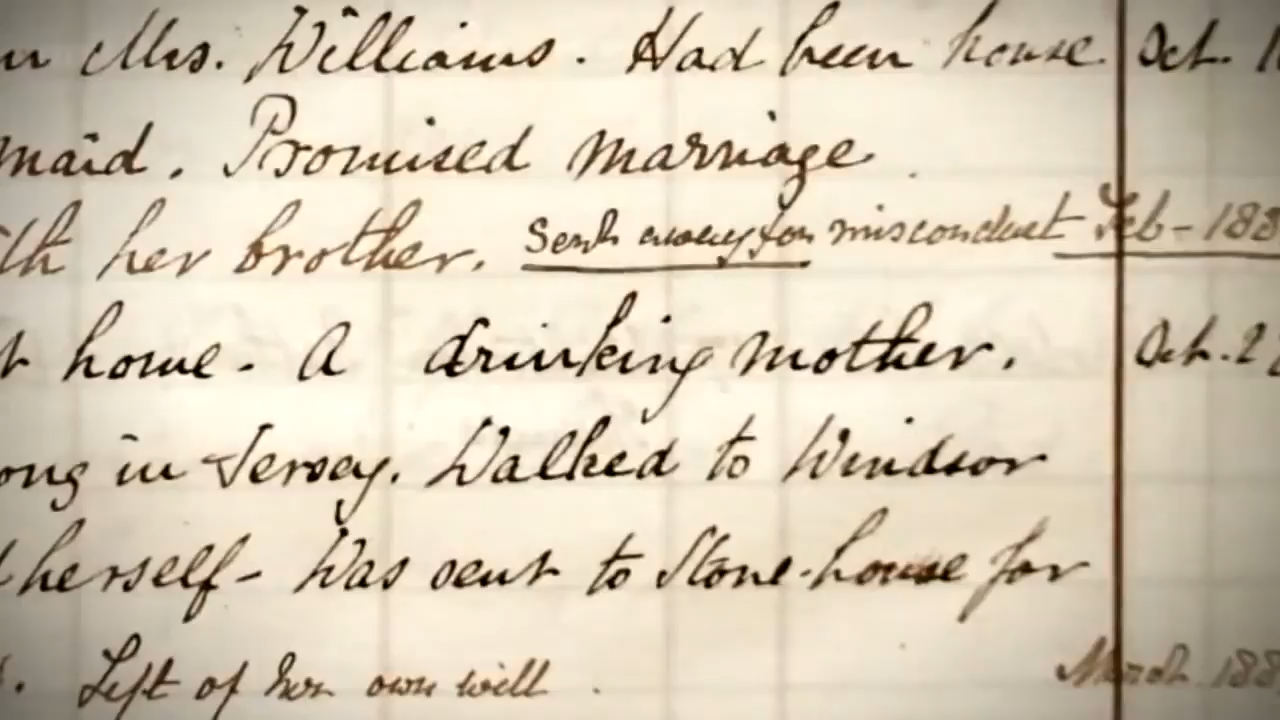 Mrs. Williams. Had been house Oct. 1
maid. Promised marriage
her brother. Sent away for misconduct Feb - 188
home - A drinking mother. Oct. 2
in Jersey. Walked to Windsor
herself - Was sent to Stone-house for
Left of her own will. March 188